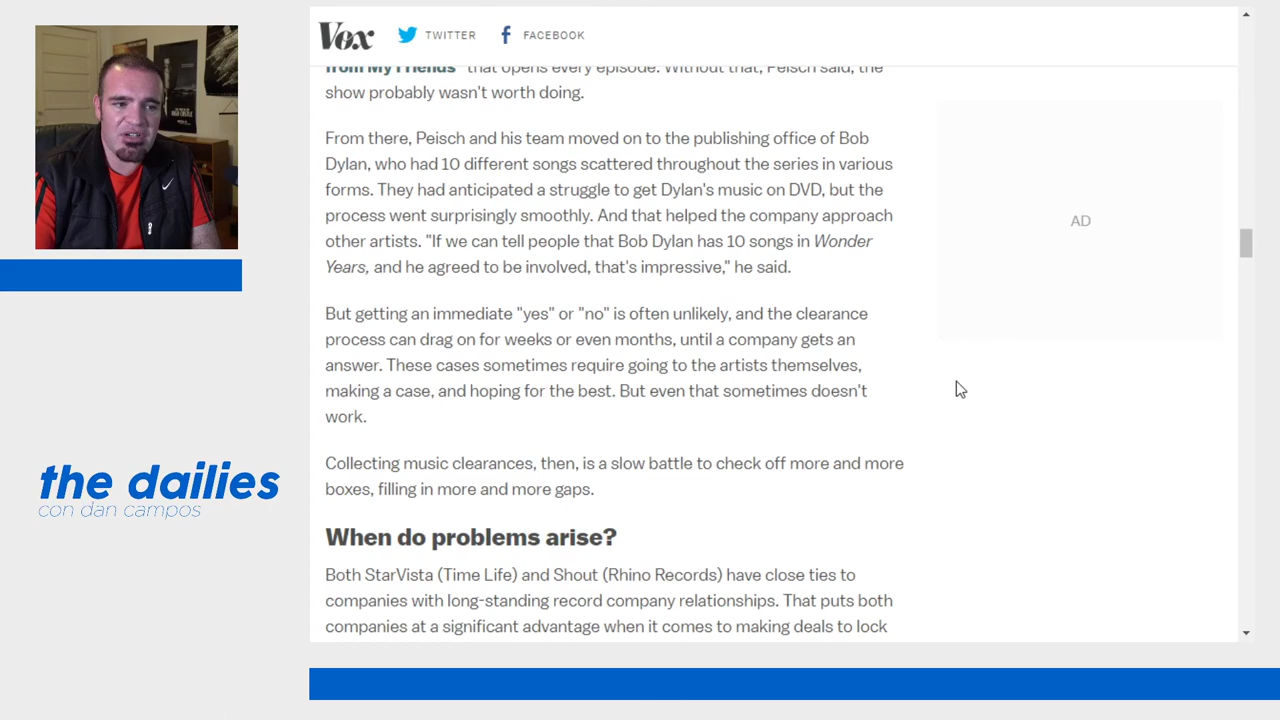 Vox
TWITTER
FACEBOOK
from My Friends" that opens every episode. Without that, Peisch said, the
show probably wasn't worth doing.
From there, Peisch and his team moved on to the publishing office of Bob
Dylan, who had 10 different songs scattered throughout the series in various
forms. They had anticipated a struggle to get Dylan's music on DVD, but the
process went surprisingly smoothly. And that helped the company approach
other artists. "If we can tell people that Bob Dylan has 10 songs in Wonder
Years, and he agreed to be involved, that's impressive," he said.
But getting an immediate "yes" or "no" is often unlikely, and the clearance
process can drag on for weeks or even months, until a company gets an
answer. These cases sometimes require going to the artists themselves,
making a case, and hoping for the best. But even that sometimes doesn't
work.
Collecting music clearances, then, is a slow battle to check off more and more
boxes, filling in more and more gaps.
When do problems arise?
Both StarVista (Time Life) and Shout (Rhino Records) have close ties to
companies with long-standing record company relationships. That puts both
companies at a significant advantage when it comes to making deals to lock
AD
the dailies
con dan campos